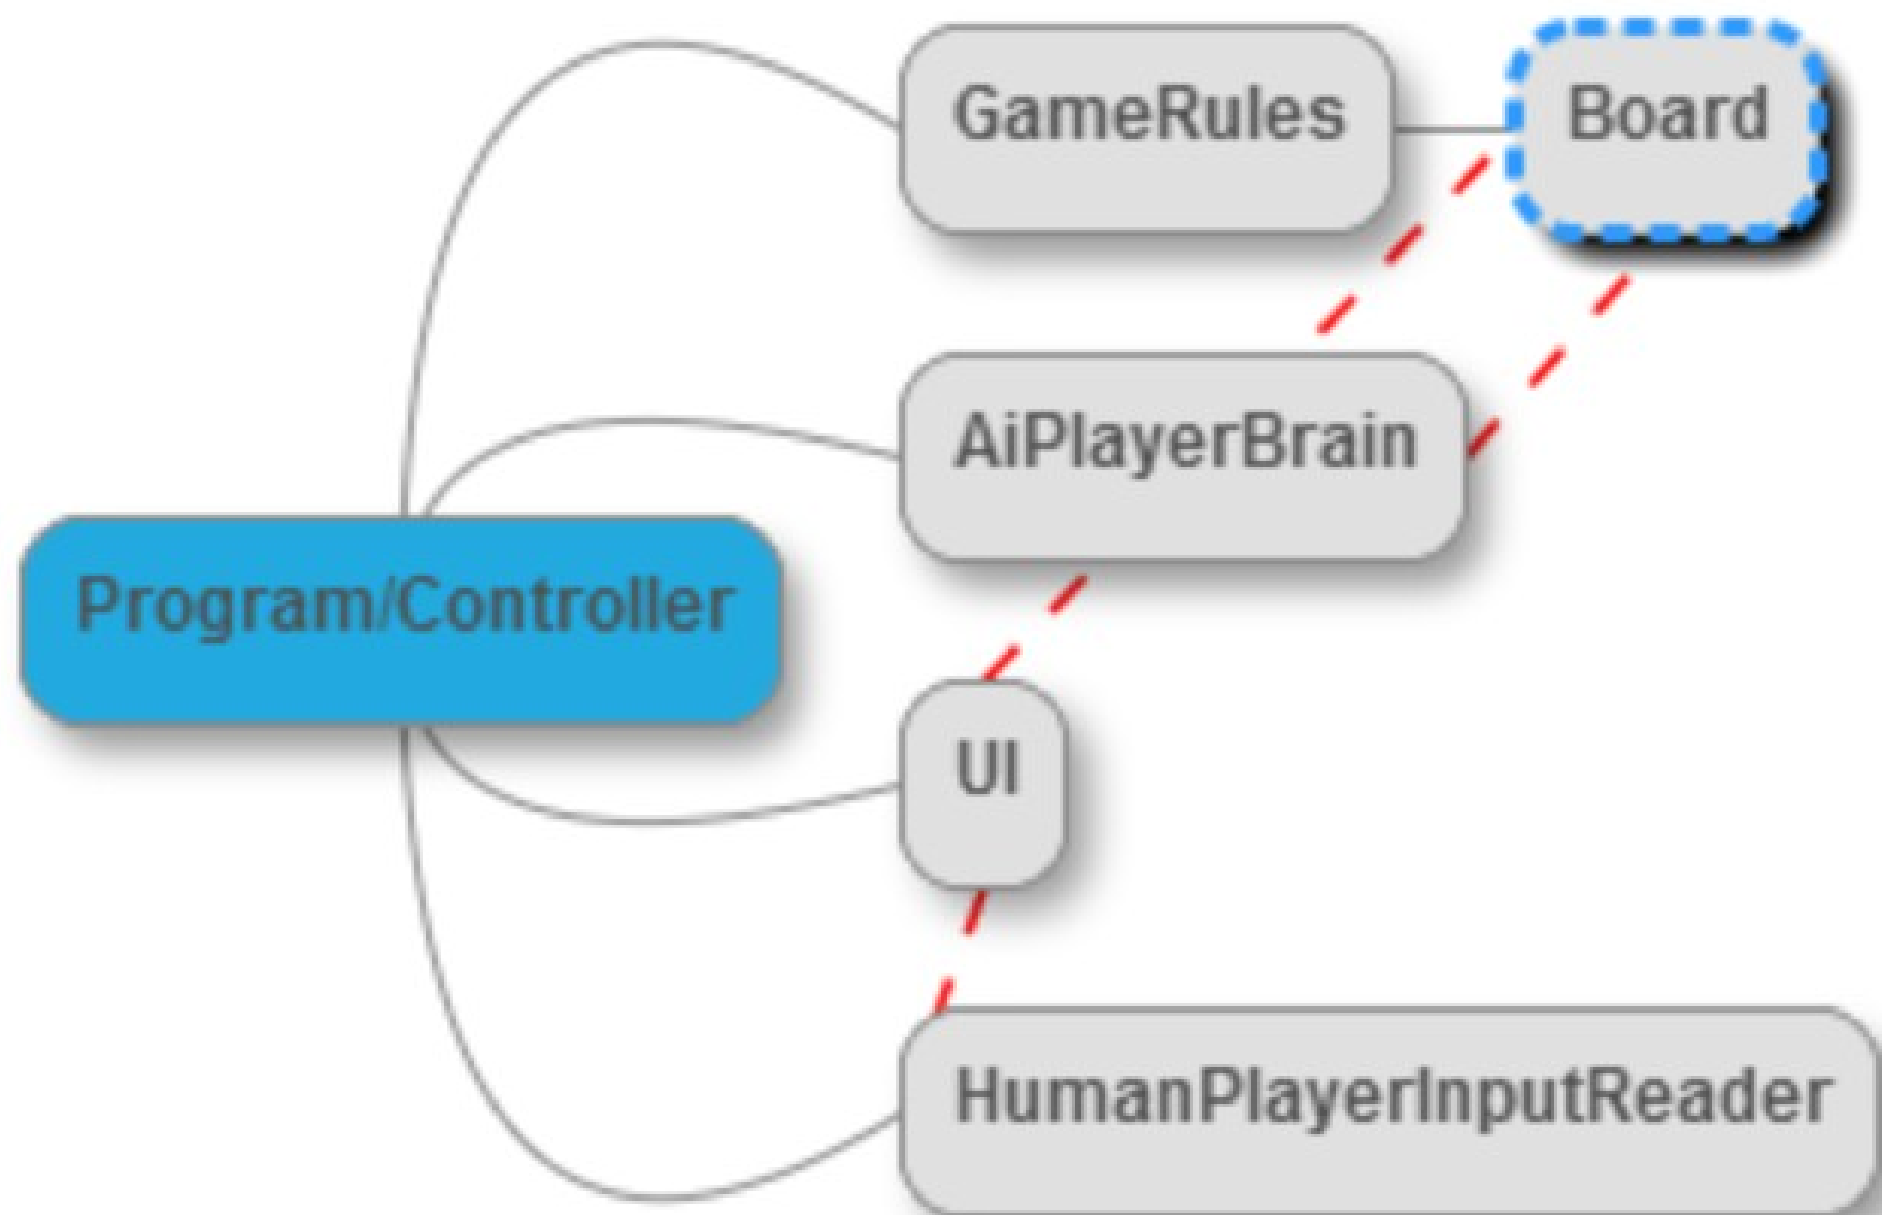 GameRules
Board
AiPlayerBrain
Program/Controller
UI
HumanPlayerInputReader